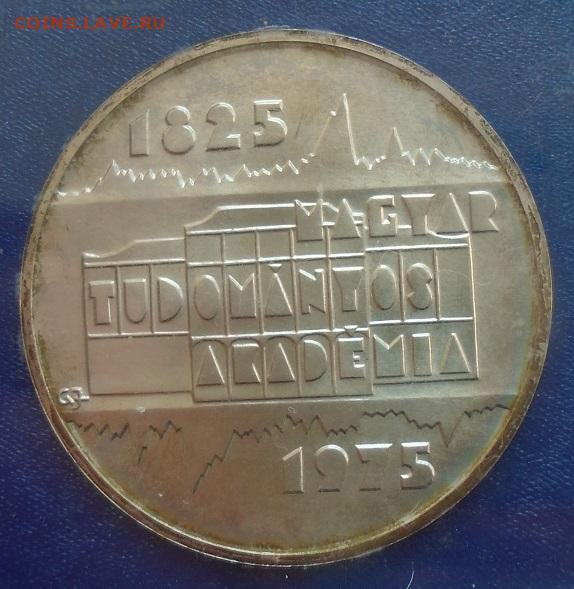 COINS.LAVE.RU
1825
MAGYAR
TUDOMÁNYOS
AKADÉMIA
1975